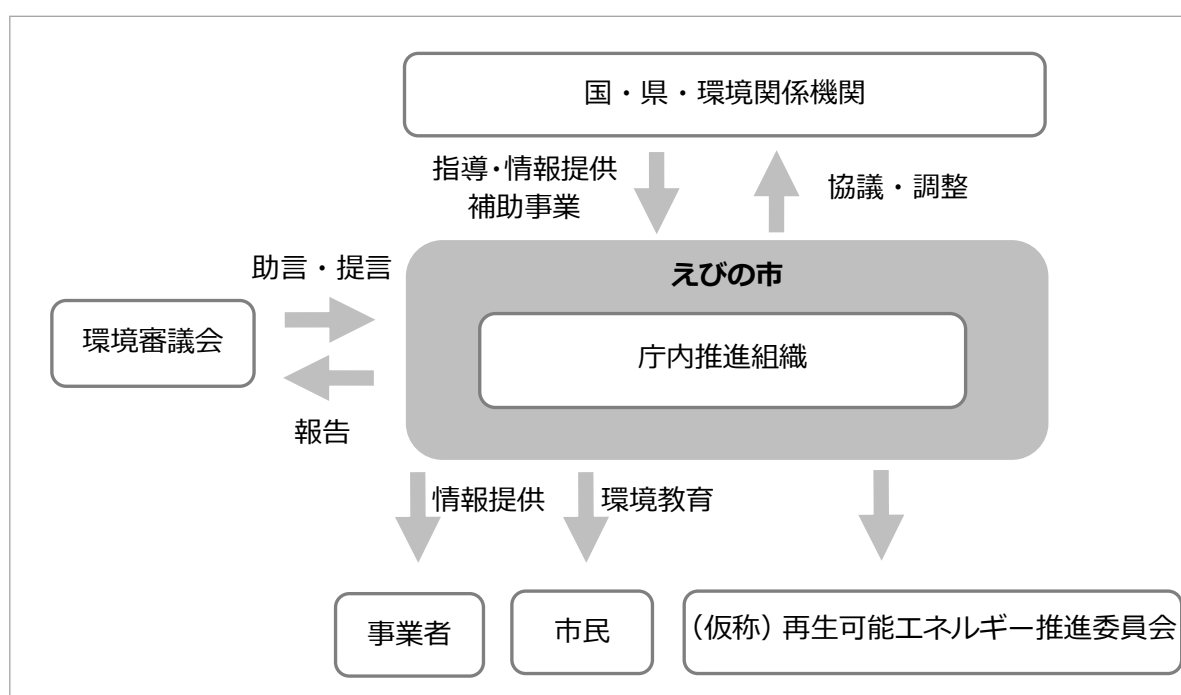 国・県・環境関係機関
指導・情報提供
補助事業
協議・調整
えびの市
助言・提言
環境審議会
庁内推進組織
報告
情報提供
環境教育
事業者
市民
(仮称)再生可能エネルギー推進委員会